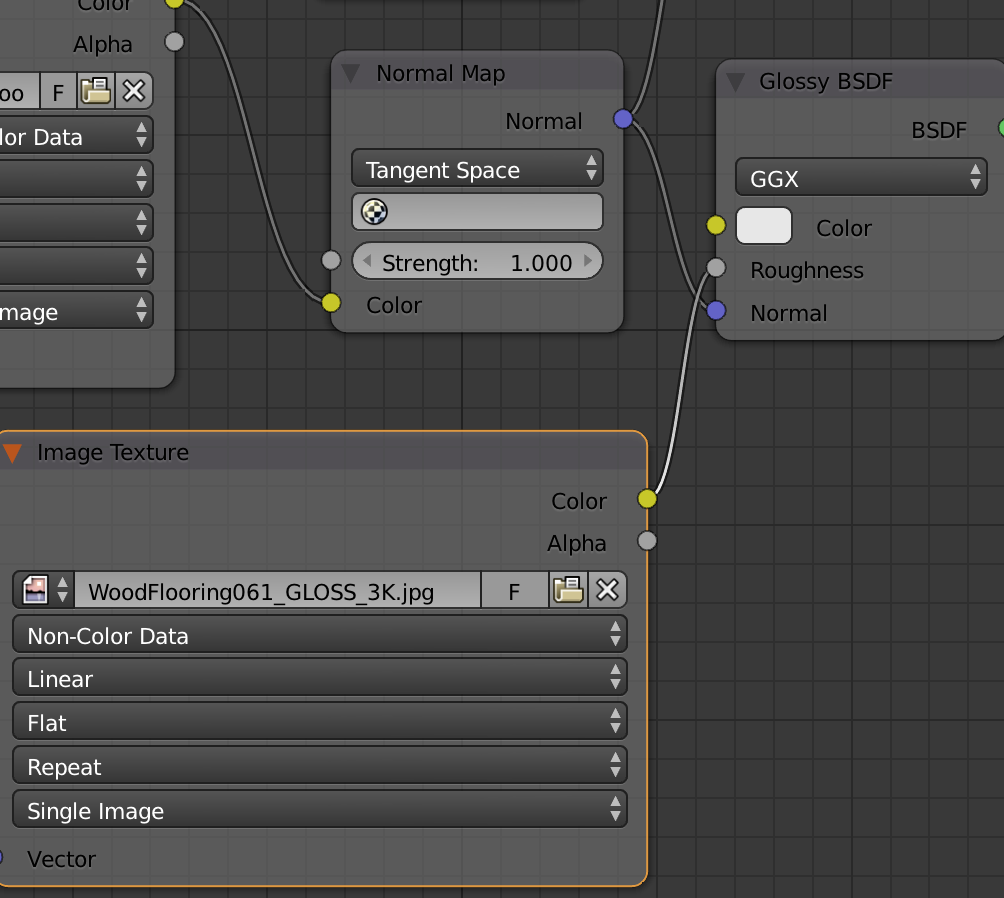 Color
Alpha
oo F
lor Data
mage
Normal Map
Normal
Tangent Space
Strength: 1.000
Color
Glossy BSDF
BSDF
GGX
Color
Roughness
Normal
Image Texture
Color
Alpha
WoodFlooring061_GLOSS_3K.jpg F
Non-Color Data
Linear
Flat
Repeat
Single Image
Vector